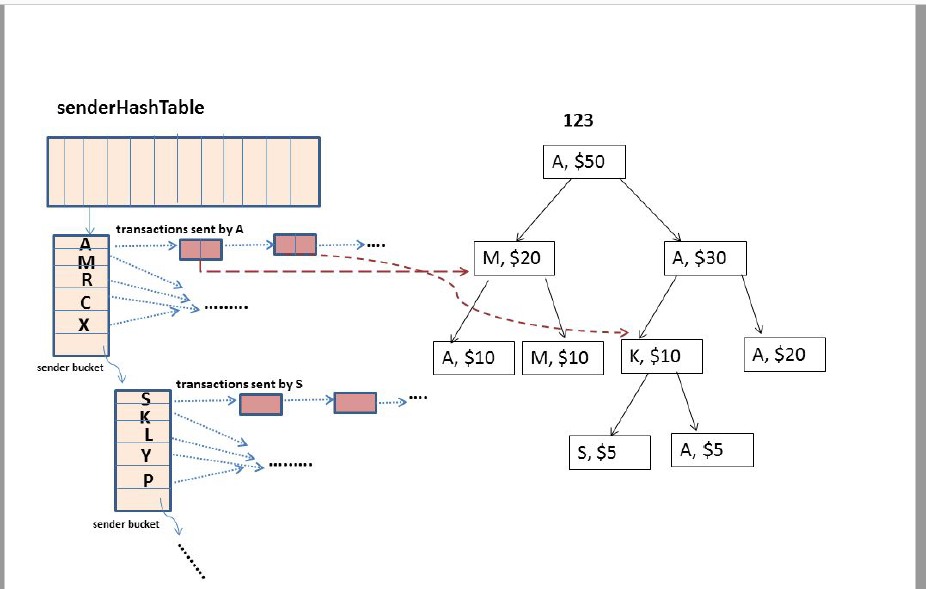 senderHashTable
123
A, $50
transactions sent by A
A
M
R
C
X
....
M, $20
A, $30
.........
sender bucket
A, $10
M, $10
K, $10
A, $20
transactions sent by S
S
K
L
Y
P
....
.........
S, $5
A, $5
sender bucket